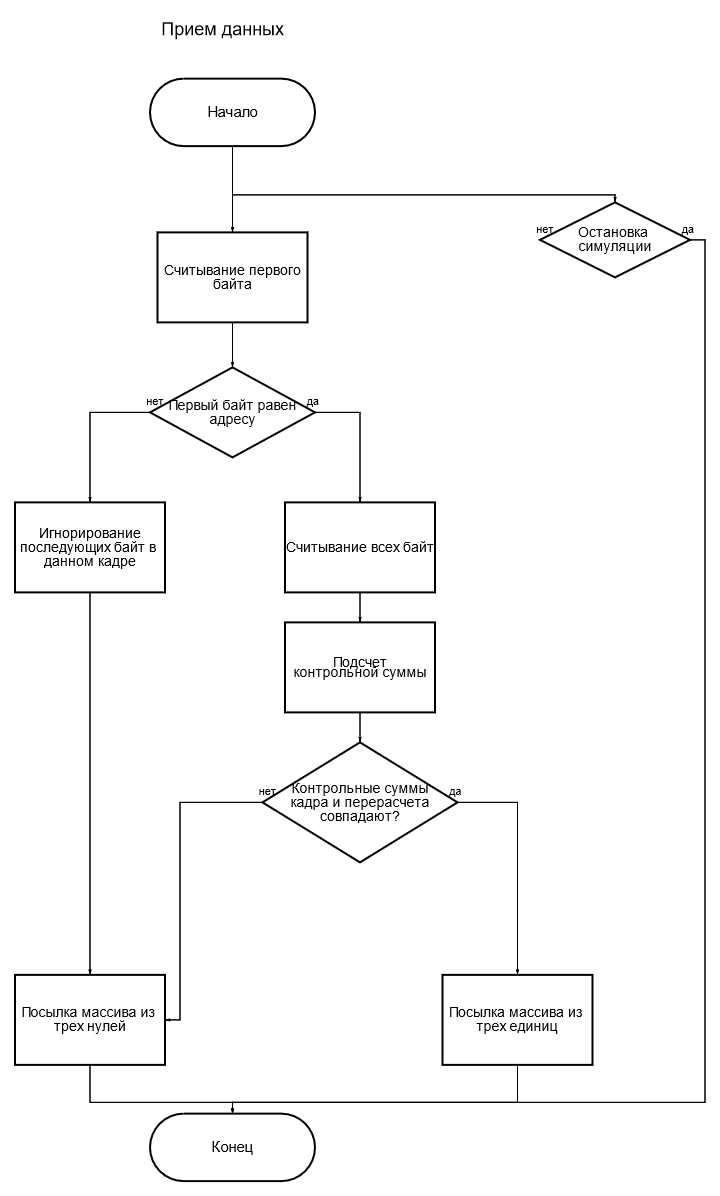 Прием данных
Начало
нет
Остановка
симуляции
да
Считывание первого
байта
нет
Первый байт равен
адресу
да
Игнорирование
последующих байт в
данном кадре
Считывание всех байт
Подсчет
контрольной суммы
нет
Контрольные суммы
кадра и перерасчета
совпадают?
да
Посылка массива из
трех нулей
Посылка массива из
трех единиц
Конец